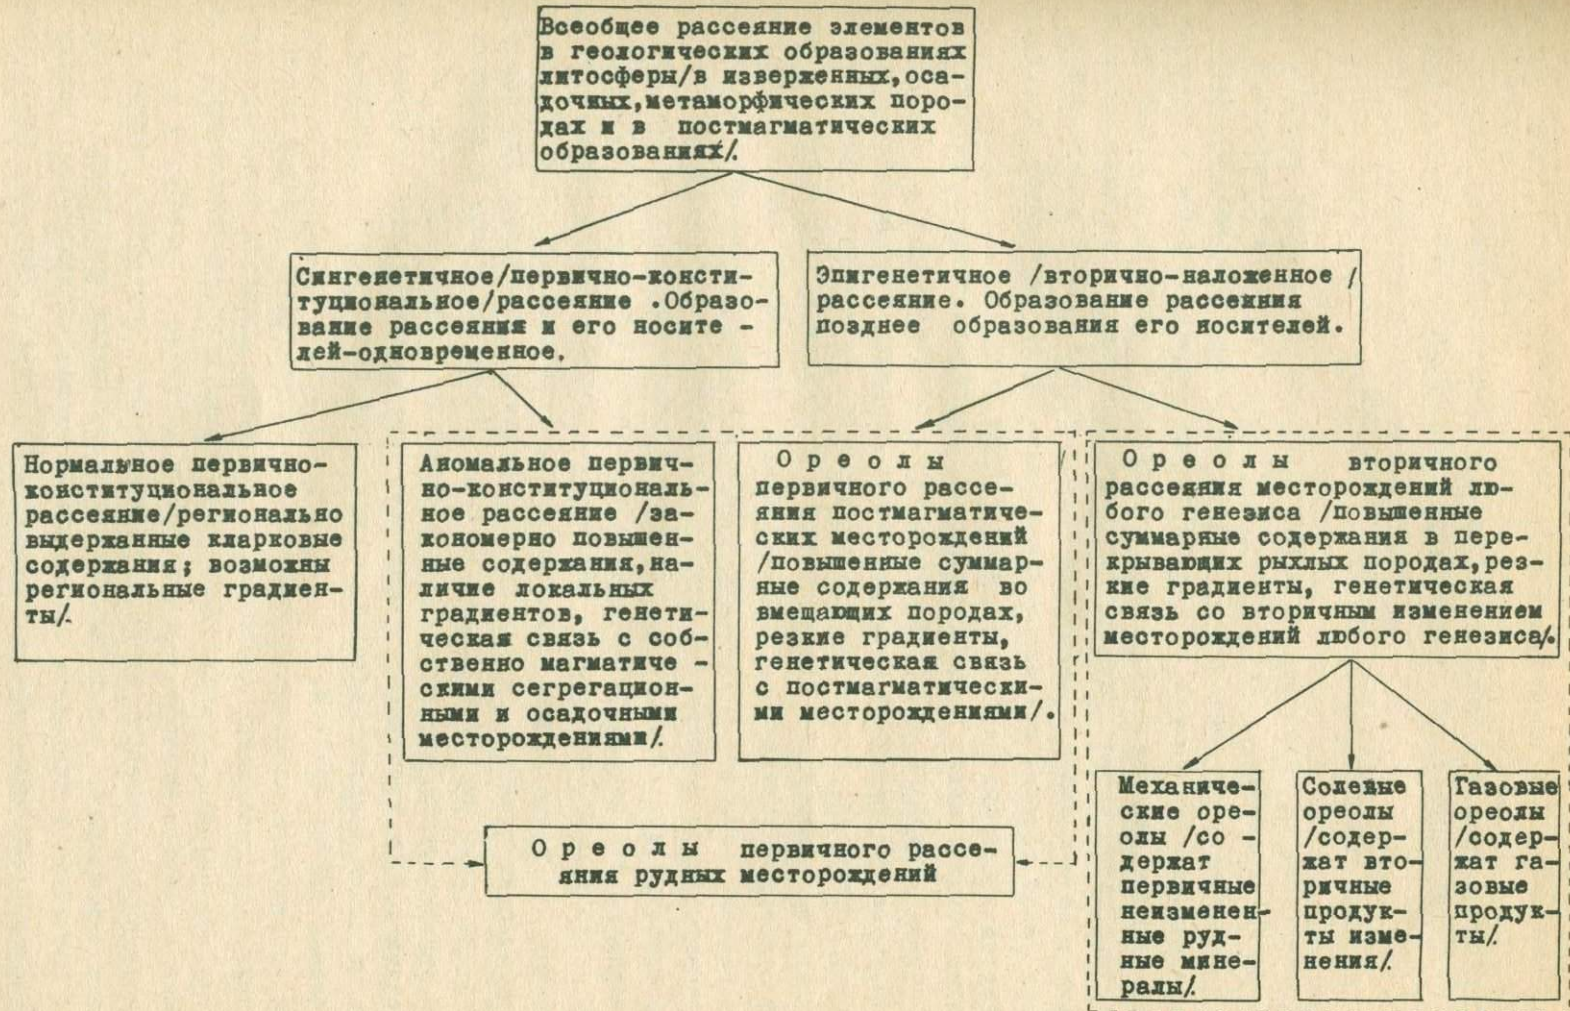 Всеобщее рассеяние элементов
в геологических образованиях
литосферы/в изверженных,оса-
дочных,метаморфических поро-
дах и в постмагматических
образованиях/.
Сингенетичное/первично-консти-
туциональное/рассеяние .Образо-
вание рассеяния и его носите -
лей-одновременное.
Эпигенетичное /вторично-наложенное /
рассеяние. Образование рассеяния
позднее образования его носителей.
Нормальное первично-
конституциональное
рассеяние/регионально
выдержанные кларковые
содержания; возможны
региональные градиен-
ты/.
Аномальное первич-
но-конституциональ-
ное рассеяние /за-
кономерно повышен-
ные содержания,на-
личие локальных
градиентов, генети-
ческая связь с соб-
ственно магматиче -
скими сегрегацион-
ными и осадочными
месторождениями/.
О р е о л ы
первичного рассе-
яния постмагматиче-
ских месторождений
/повышенные суммар-
ные содержания во
вмещающих породах,
резкие градиенты,
генетическая связь
с постмагматически-
ми месторождениями/.
О р е о л ы вторичного
рассеяния месторождений лю-
бого генезиса /повышенные
суммарные содержания в пере-
крывающих рыхлых породах,рез-
кие градиенты, генетическая
связь со вторичным изменением
месторождений любого генезиса/.
О р е о л ы первичного рассе-
яния рудных месторождений
Механиче-
ские оре-
олы /со -
держат
первичные
неизменен-
ные руд-
ные мине-
ралы/.
Солевые
ореолы
/содер-
жат вто-
ричные
продук-
ты изме-
нения/.
Газовые
ореолы
/содер-
жат га-
зовые
продук-
ты/.